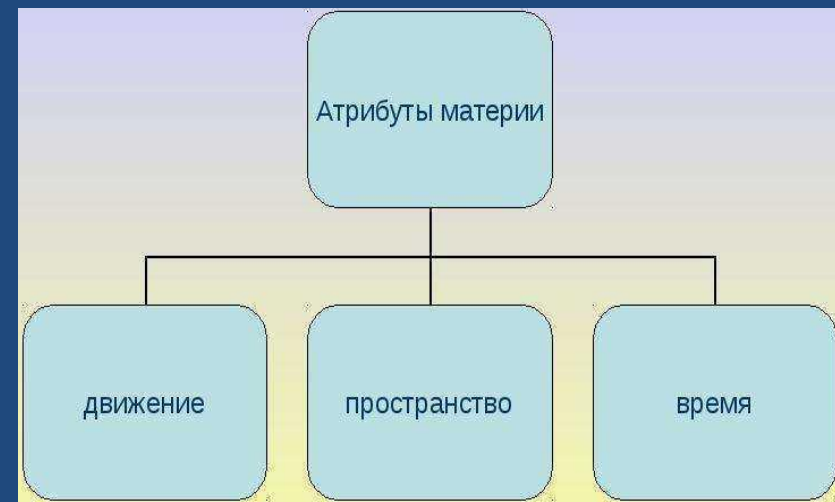 Атрибуты материи
движение
пространство
время